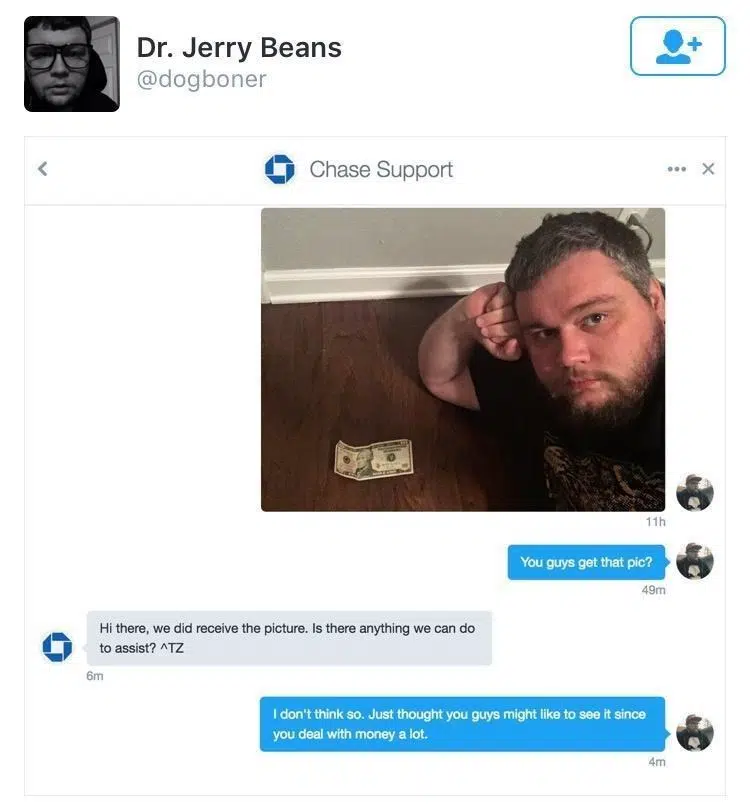 Dr. Jerry Beans
@dogboner
Chase Support
11h
You guys get that pic?
49m
Hi there, we did receive the picture. Is there anything we can do
to assist? ^TZ
6m
I don't think so. Just thought you guys might like to see it since
you deal with money a lot.
4m